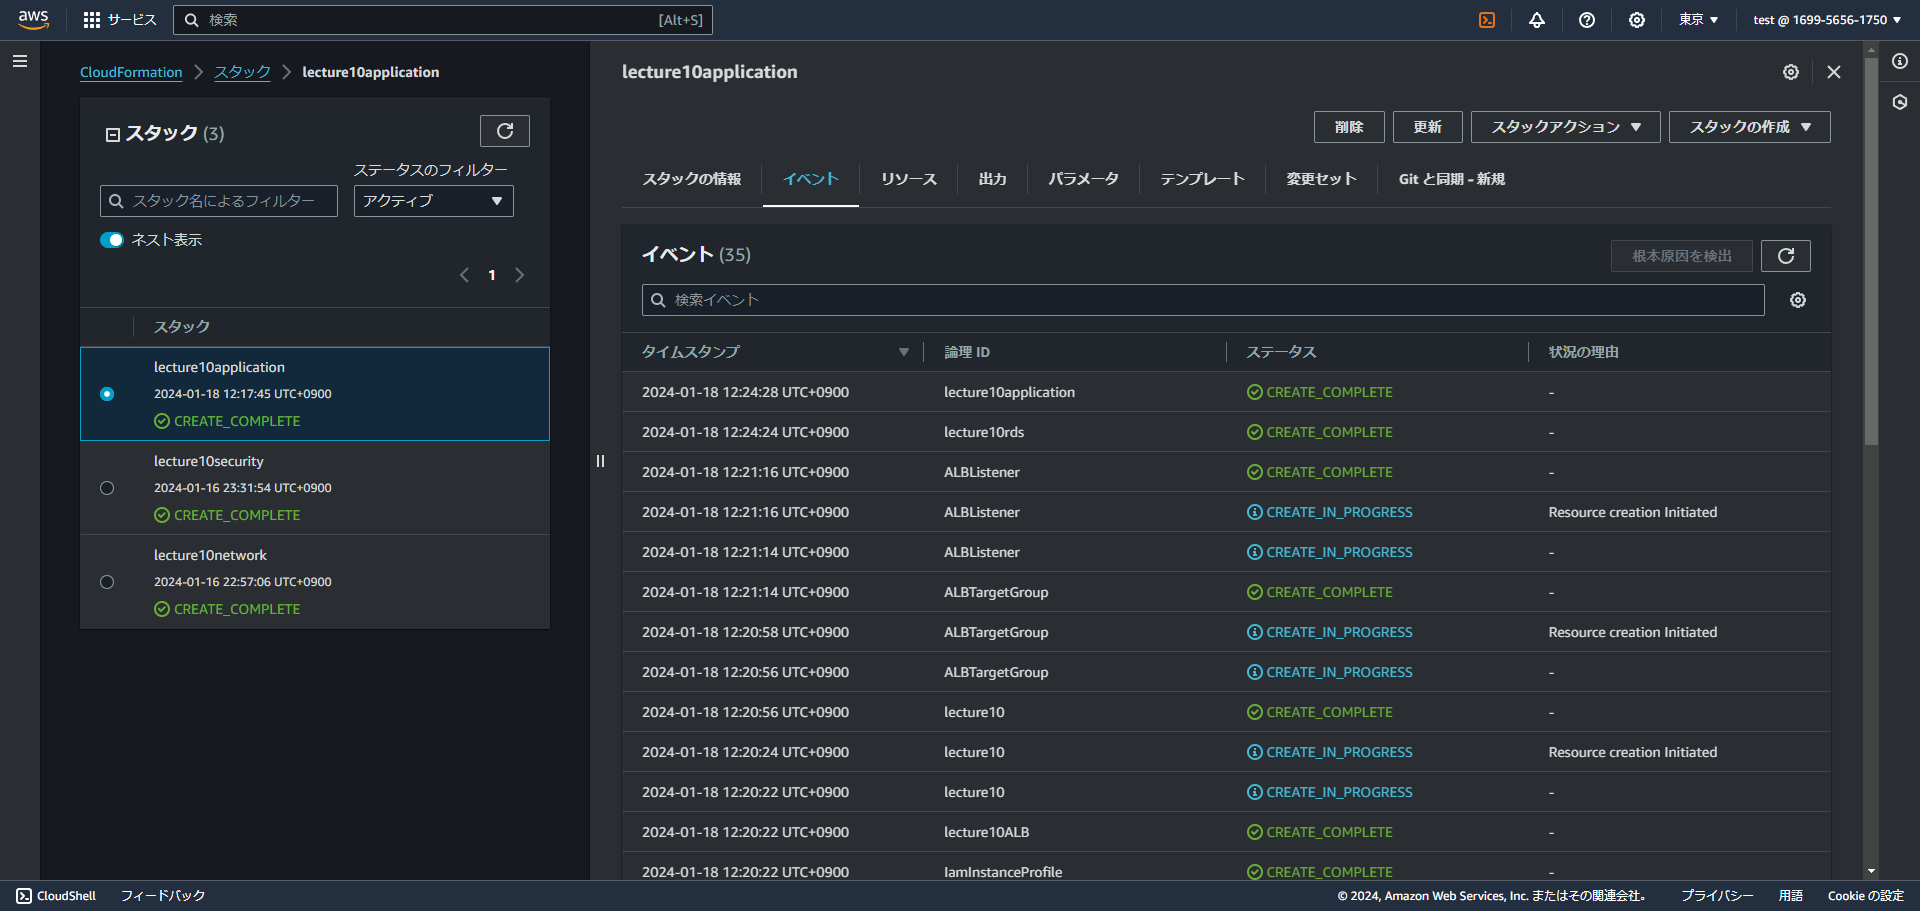 aws
サービス
検索
[Alt+S]
東京 ▼
test @ 1699-5656-1750 ▼
CloudFormation
スタック
lecture10application
スタック (3)
ステータスのフィルター
スタック名によるフィルター
アクティブ
ネスト表示
1
スタック
lecture10application
2024-01-18 12:17:45 UTC+0900
CREATE_COMPLETE
lecture10security
2024-01-16 23:31:54 UTC+0900
CREATE_COMPLETE
lecture10network
2024-01-16 22:57:06 UTC+0900
CREATE_COMPLETE
lecture10application
削除
更新
スタックアクション ▼
スタックの作成 ▼
スタックの情報
イベント
リソース
出力
パラメータ
テンプレート
変更セット
Git と同期 - 新規
イベント (35)
根本原因を検出
検索イベント
タイムスタンプ 論理 ID ステータス 状況の理由
2024-01-18 12:24:28 UTC+0900 lecture10application CREATE_COMPLETE -
2024-01-18 12:24:24 UTC+0900 lecture10rds CREATE_COMPLETE -
2024-01-18 12:21:16 UTC+0900 ALBListener CREATE_COMPLETE -
2024-01-18 12:21:16 UTC+0900 ALBListener CREATE_IN_PROGRESS Resource creation Initiated
2024-01-18 12:21:14 UTC+0900 ALBListener CREATE_IN_PROGRESS -
2024-01-18 12:21:14 UTC+0900 ALBTargetGroup CREATE_COMPLETE -
2024-01-18 12:20:58 UTC+0900 ALBTargetGroup CREATE_IN_PROGRESS Resource creation Initiated
2024-01-18 12:20:56 UTC+0900 ALBTargetGroup CREATE_IN_PROGRESS -
2024-01-18 12:20:56 UTC+0900 lecture10 CREATE_COMPLETE -
2024-01-18 12:20:24 UTC+0900 lecture10 CREATE_IN_PROGRESS Resource creation Initiated
2024-01-18 12:20:22 UTC+0900 lecture10 CREATE_IN_PROGRESS -
2024-01-18 12:20:22 UTC+0900 lecture10ALB CREATE_COMPLETE -
2024-01-18 12:20:22 UTC+0900 IamInstanceProfile CREATE_COMPLETE -
CloudShell
フィードバック
© 2024, Amazon Web Services, Inc. またはその関連会社。
プライバシー
用語
Cookie の設定